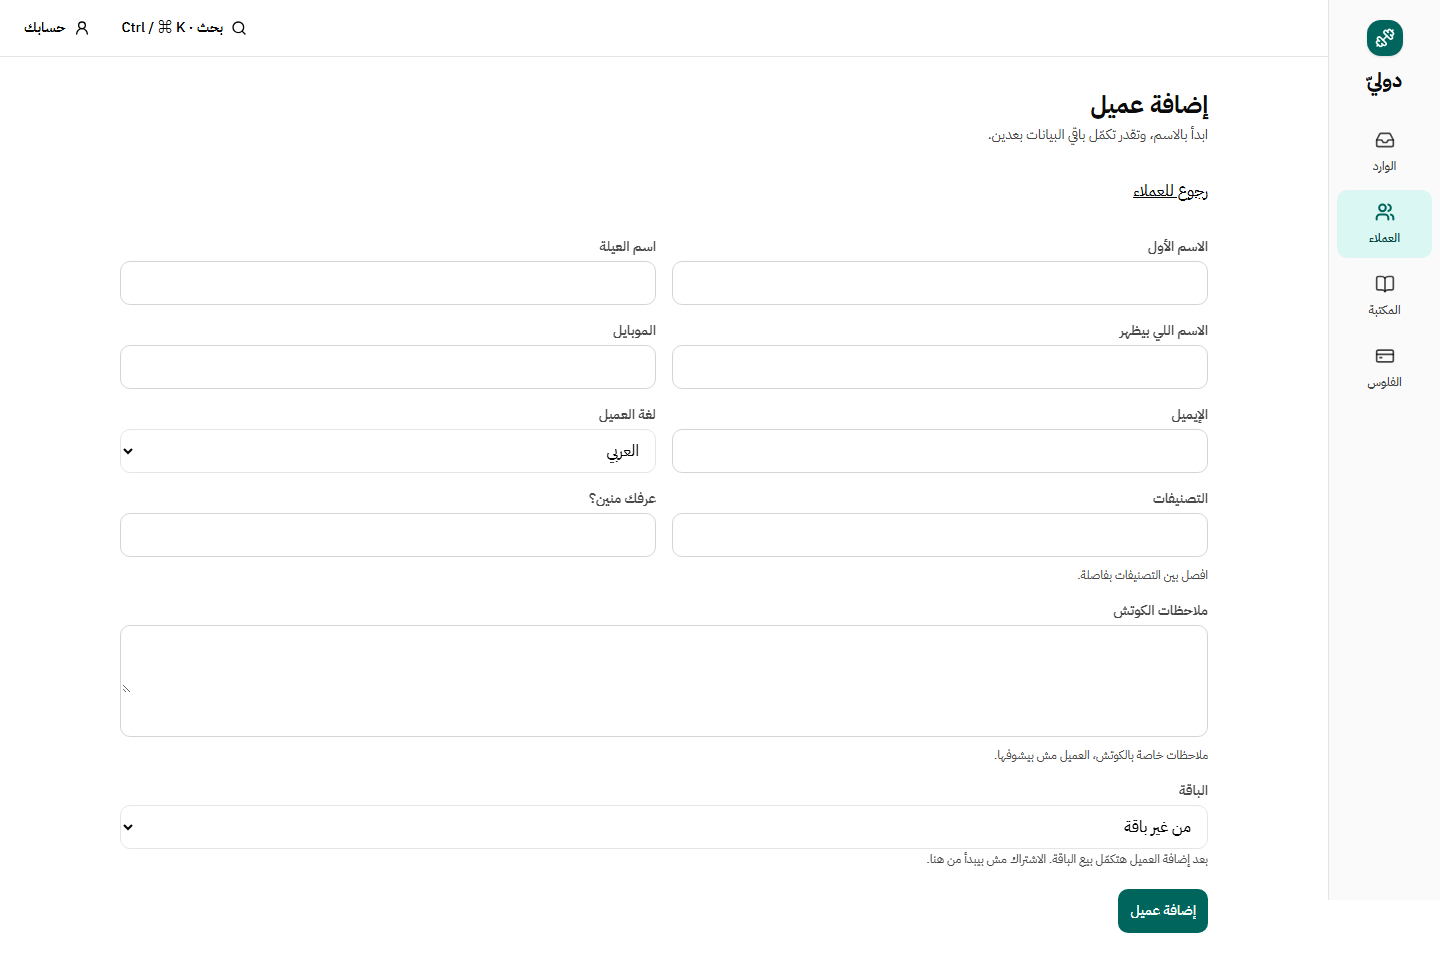 دوليّ
الوارد
العملاء
المكتبة
الفلوس
بحث · Ctrl / ⌘ K
حسابك
إضافة عميل
ابدأ بالاسم، وتقدر تكمّل باقي البيانات بعدين.
رجوع للعملاء
الاسم الأول
اسم العيلة
الاسم اللي بيظهر
الموبايل
الإيميل
لغة العميل
العربي
التصنيفات
عرفك منين؟
افصل بين التصنيفات بفاصلة.
ملاحظات الكوتش
ملاحظات خاصة بالكوتش، العميل مش بيشوفها.
الباقة
من غير باقة
بعد إضافة العميل هتكمّل بيع الباقة. الاشتراك مش بيبدأ من هنا.
إضافة عميل